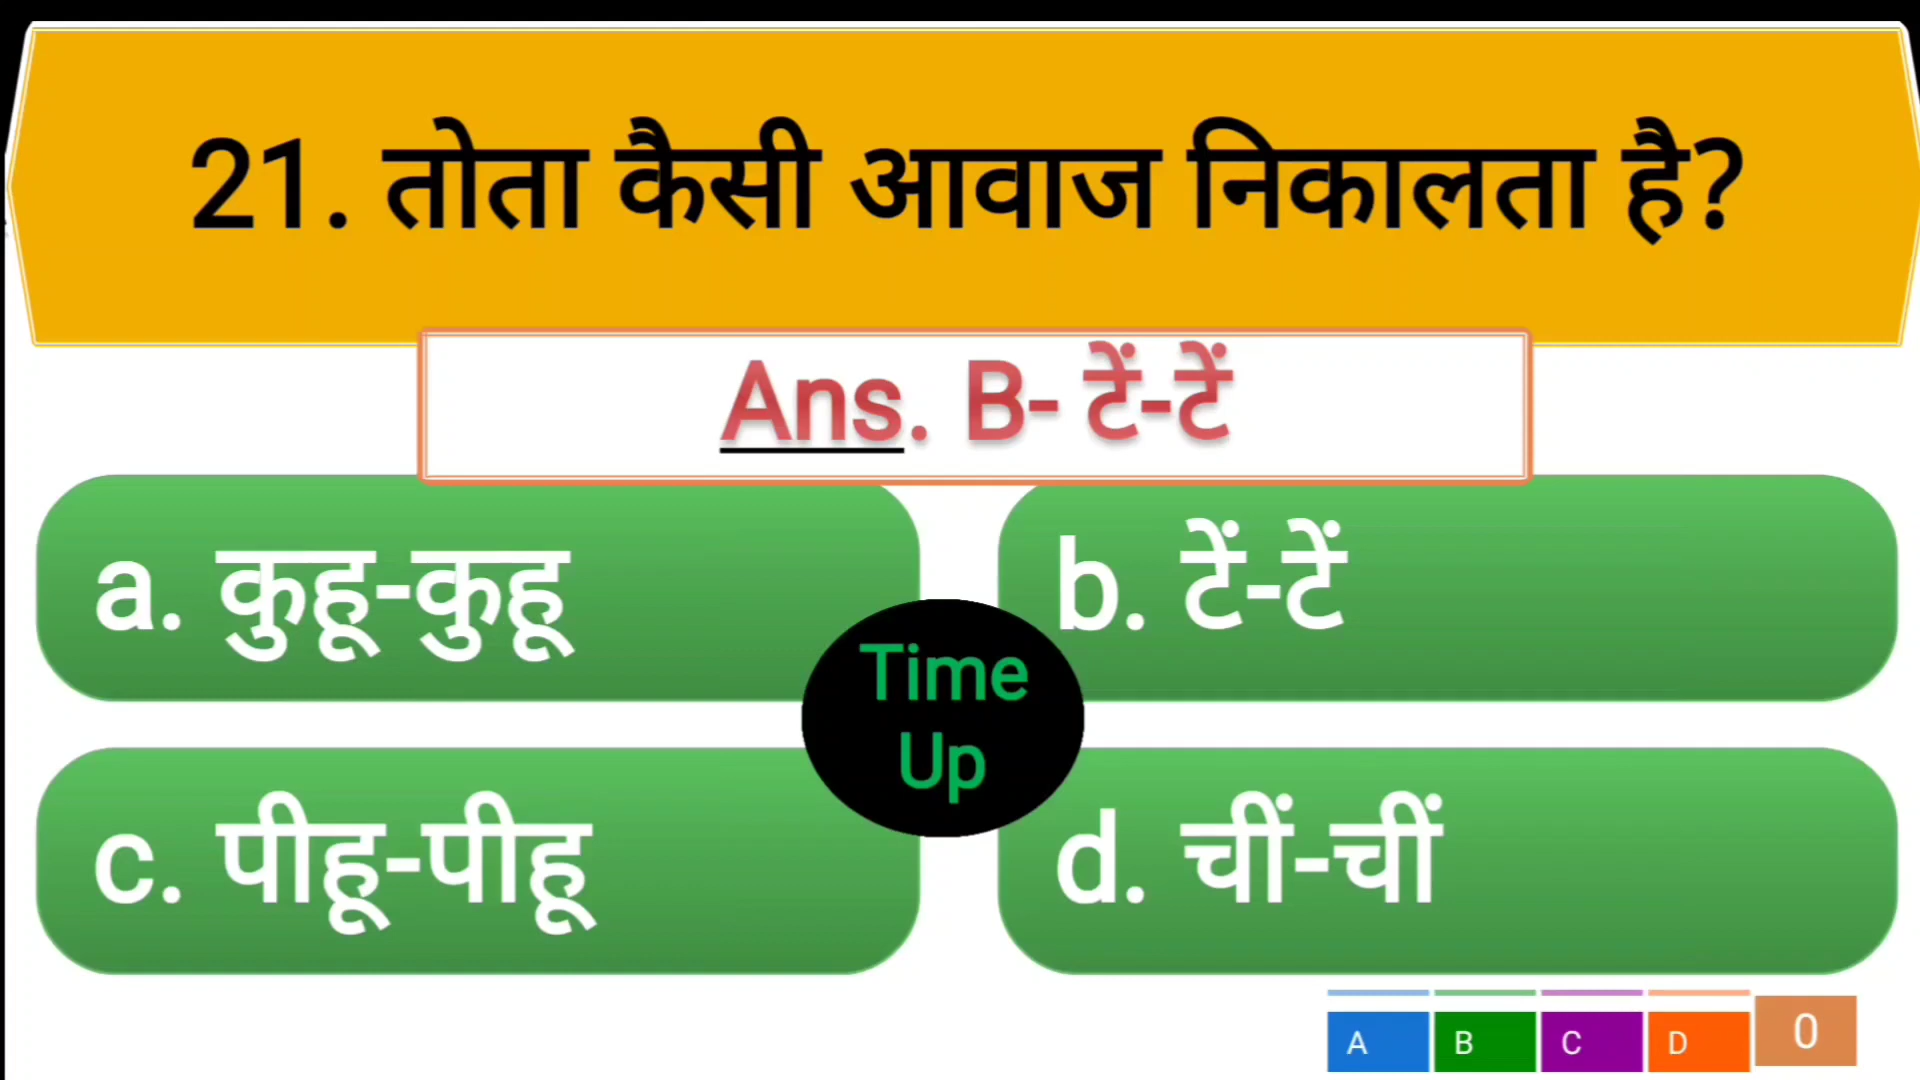 21. तोता कैसी आवाज निकालता है?
Ans. B- टें-टें
a. कुहू-कुहू
b. टें-टें
Time
Up
c. पीहू-पीहू
d. चीं-चीं
A B C D 0